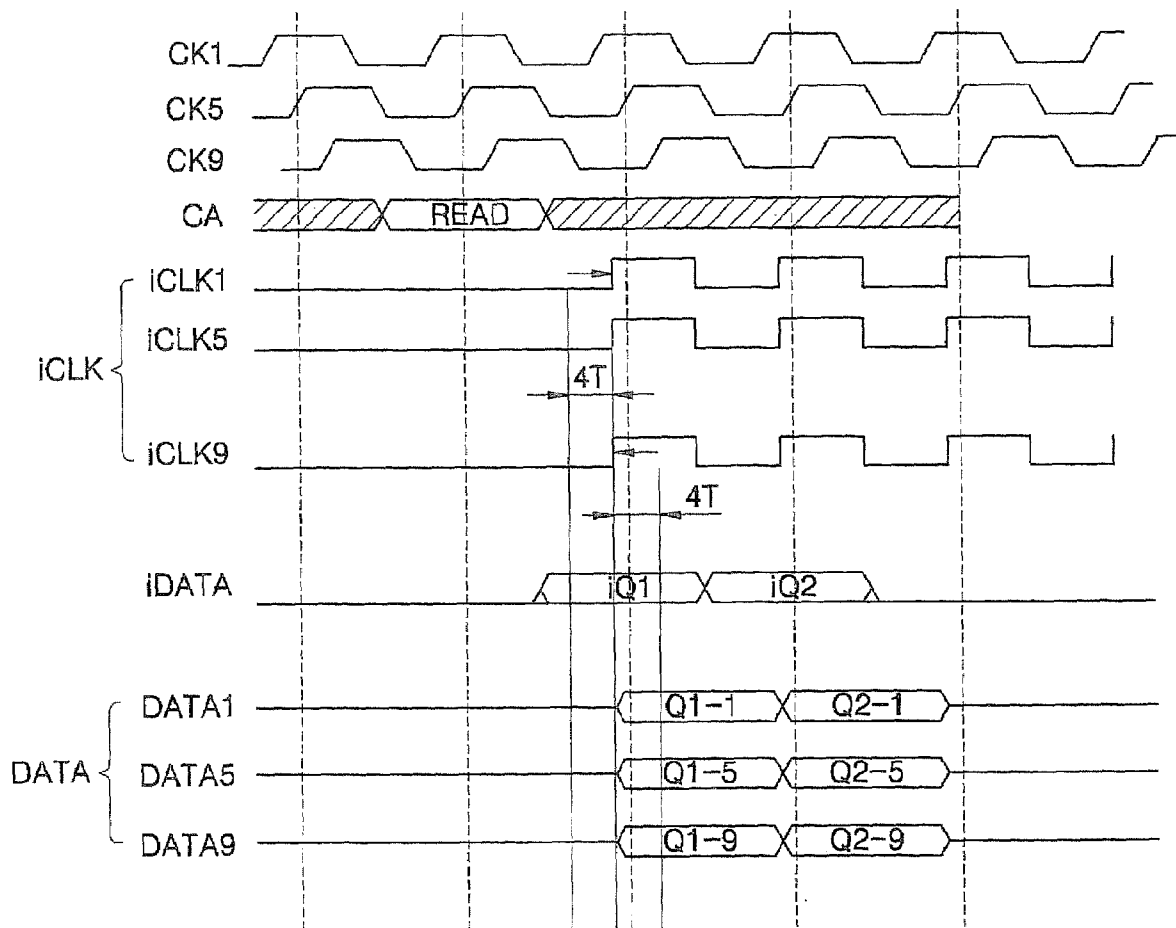 CK1
CK5
CK9
CA READ
iCLK1
iCLK5
iCLK
4T
iCLK9
4T
iDATA iQ1 iQ2
DATA1 Q1-1 Q2-1
DATA DATA5 Q1-5 Q2-5
DATA9 Q1-9 Q2-9